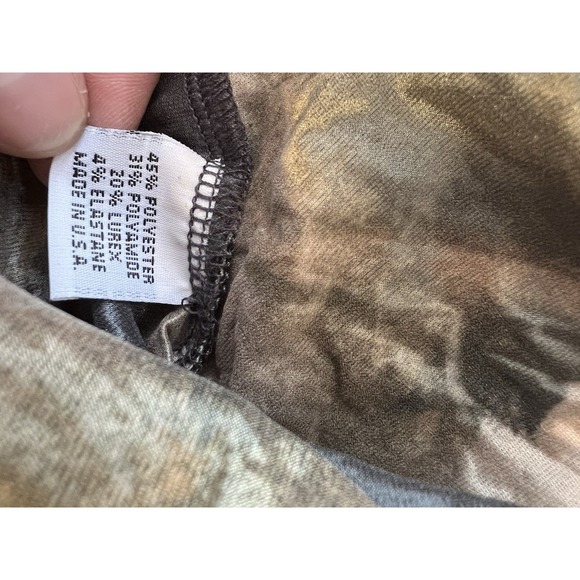 45% POLYESTER
31% POLYAMIDE
20% LUREX
4% ELASTANE
MADE IN U.S.A.